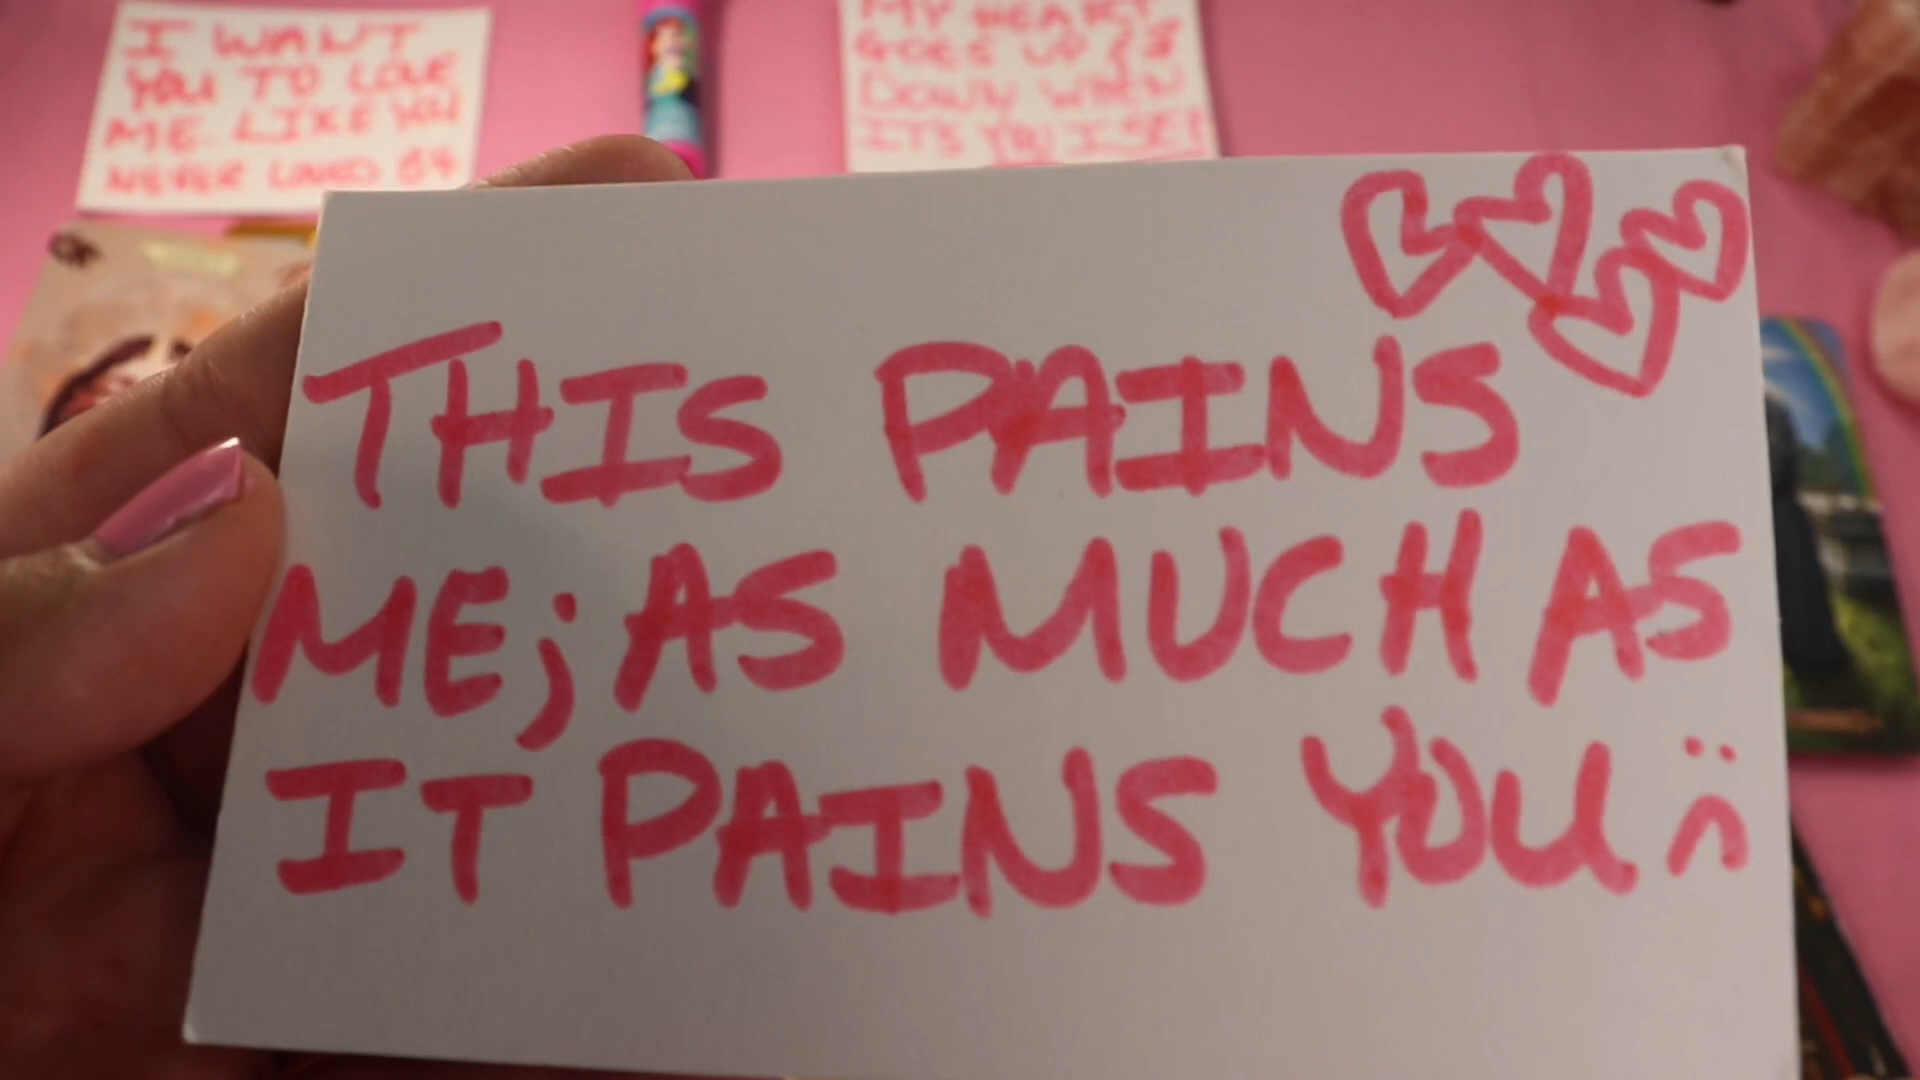 I WANT
YOU TO LOVE
ME LIKE YOU
NEVER LOVED B4
MY HEART
GOES UP &
DOWN WHEN
ITS YOU I SEE
THIS PAINS
ME; AS MUCH AS
IT PAINS YOU :(